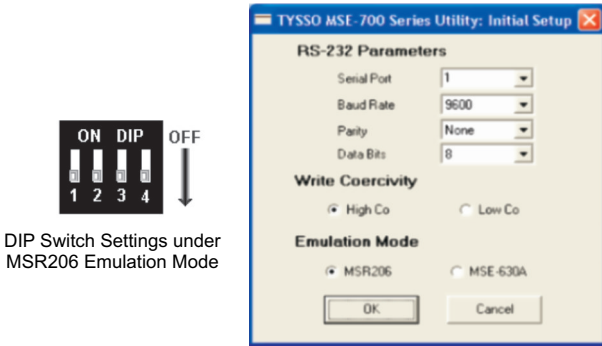 ON DIP OFF
1 2 3 4
DIP Switch Settings under
MSR206 Emulation Mode
TYSSO MSE-700 Series Utility: Initial Setup
RS-232 Parameters
Serial Port 1
Baud Rate 9600
Parity None
Data Bits 8
Write Coercivity
High Co Low Co
Emulation Mode
MSR206 MSE-630A
OK Cancel